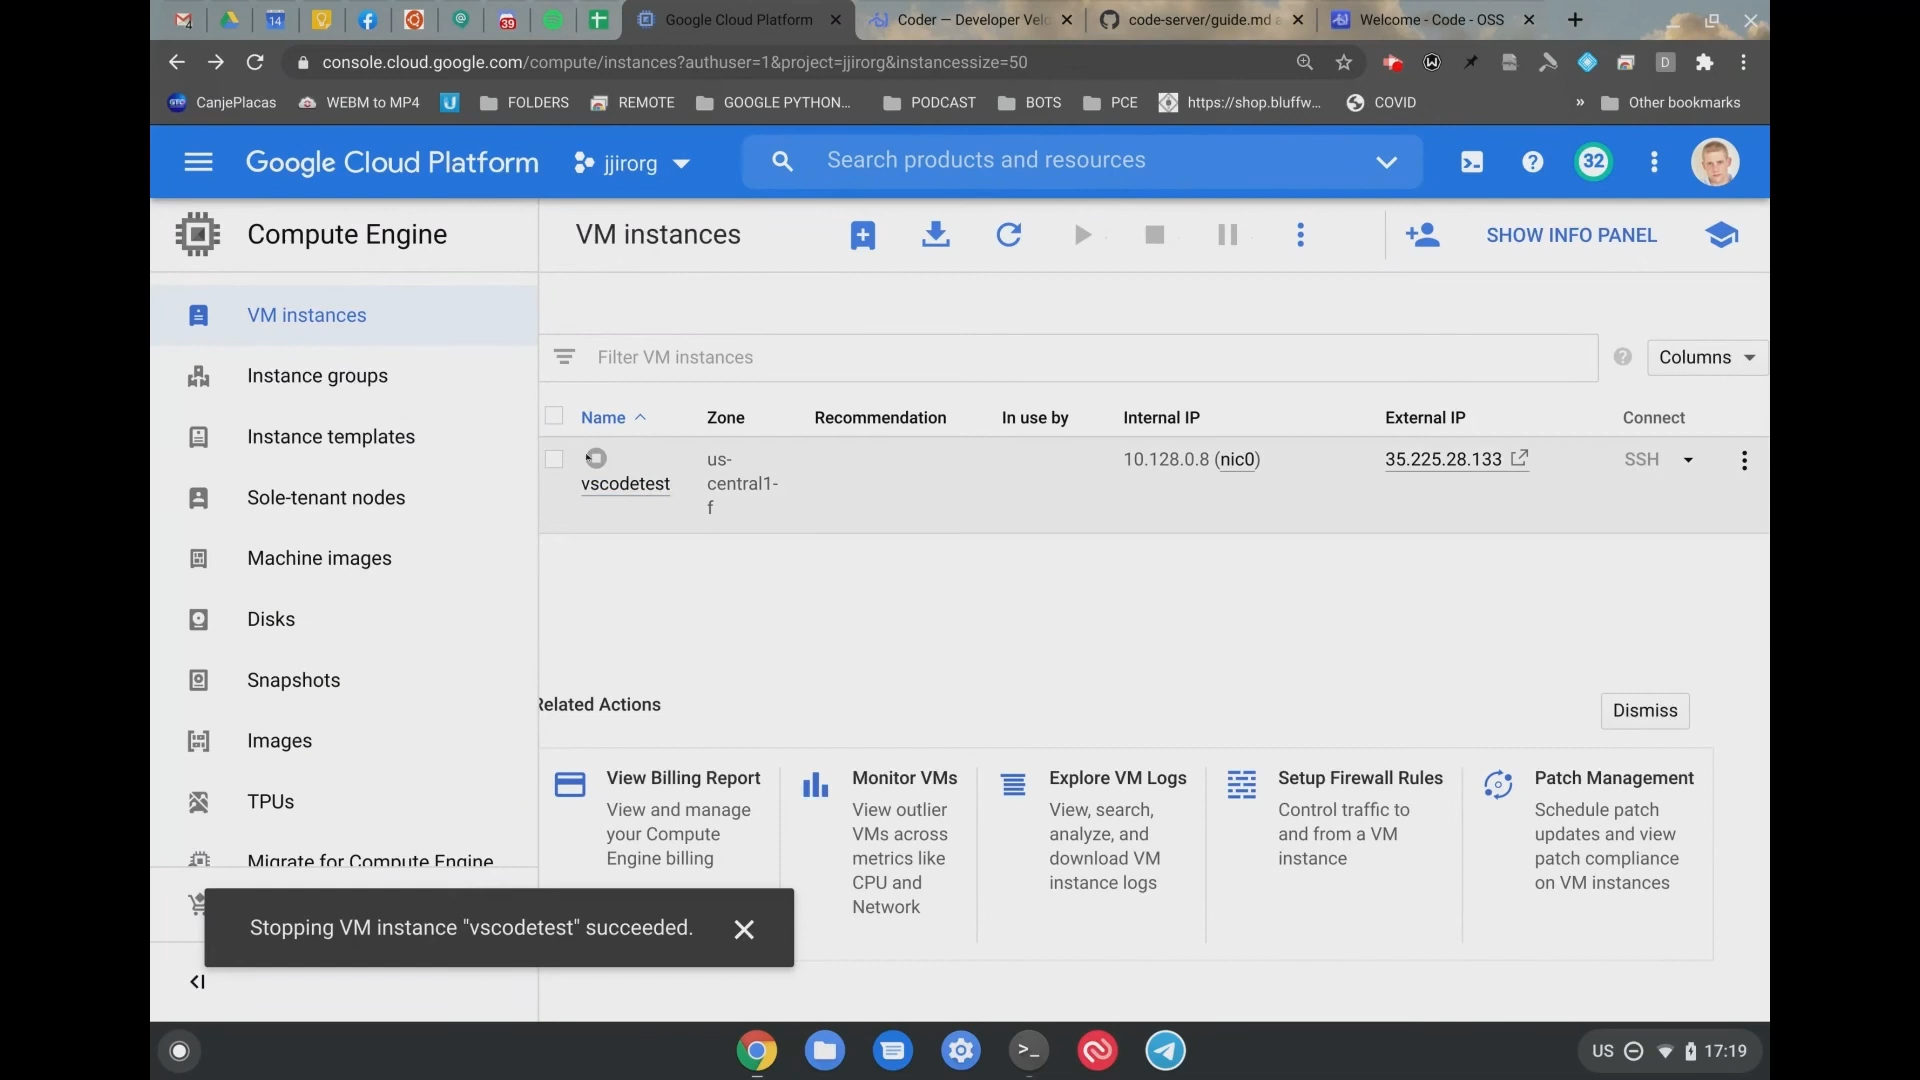 4
14
39
Google Cloud Platform
Coder — Developer Velo
code-server/guide.md a
Welcome - Code - OSS
console.cloud.google.com/compute/instances?authuser=1&project=jjirorg&instancessize=50
D
CanjePlacas
WEBM to MP4
FOLDERS
REMOTE
GOOGLE PYTHON...
PODCAST
BOTS
PCE
https://shop.bluffw...
COVID
»
Other bookmarks
Google Cloud Platform
jjirorg
Search products and resources
32
Compute Engine
VM instances
SHOW INFO PANEL
VM instances
Instance groups
Instance templates
Sole-tenant nodes
Machine images
Disks
Snapshots
Images
TPUs
Migrate for Compute Engine
Filter VM instances
Columns
Name
Zone
Recommendation
In use by
Internal IP
External IP
Connect
vscodetest
us-
central1-
f
10.128.0.8 (nic0)
35.225.28.133
SSH
Related Actions
Dismiss
View Billing Report
View and manage
your Compute
Engine billing
Monitor VMs
View outlier
VMs across
metrics like
CPU and
Network
Explore VM Logs
View, search,
analyze, and
download VM
instance logs
Setup Firewall Rules
Control traffic to
and from a VM
instance
Patch Management
Schedule patch
updates and view
patch compliance
on VM instances
Stopping VM instance "vscodetest" succeeded.
US
17:19